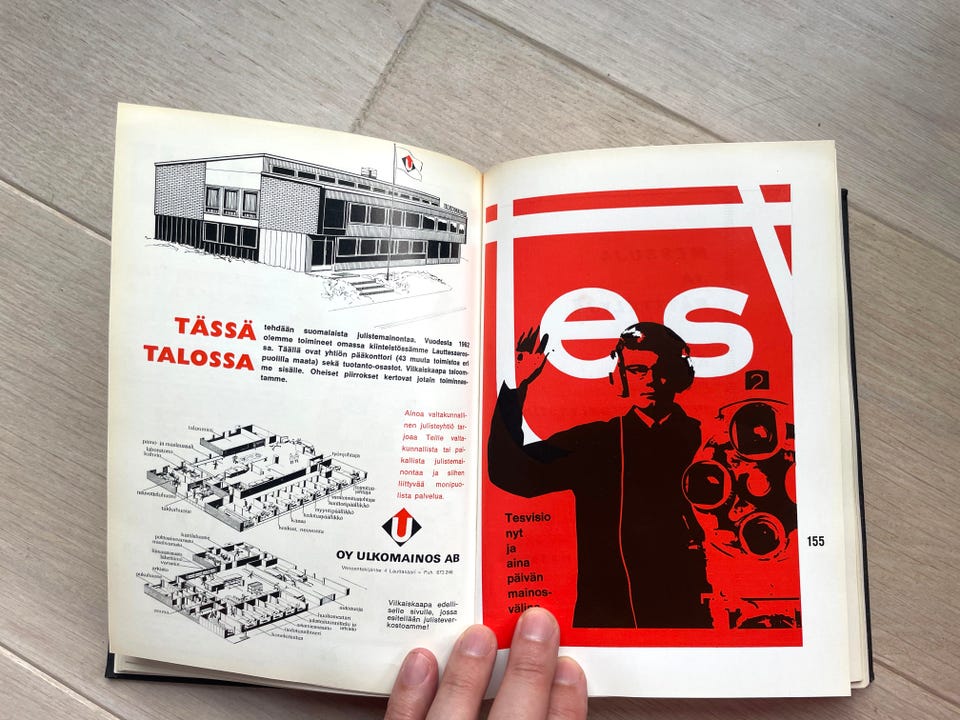 TÄSSÄ
TALOSSA
tehdään suomalaista julistemainontaa. Vuodesta 1962
olemme toimineet omassa kiinteistössämme Lauttasaares-
sa. Täällä ovat yhtiön pääkonttori (43 muuta toimistoa eri
puolilla maata) sekä tuotanto-osastot. Vilkaiskaapa taloom-
me sisälle. Oheiset piirrokset kertovat jotain toiminnas-
tamme.
Ainoa valtakunnalli-
nen julisteyhtiö tar-
joaa Teille valta-
kunnallista tai pai-
kallista julistemai-
nontaa ja siihen
liittyvää monipuo-
lista palvelua.
U
OY ULKOMAINOS AB
Vilkaiskaapa edelli-
selle sivulle, jossa
esitellään julistever-
kostoamme!
tes
2
Tesvisio
nyt
ja
aina
päivän
mainos-
väline
155